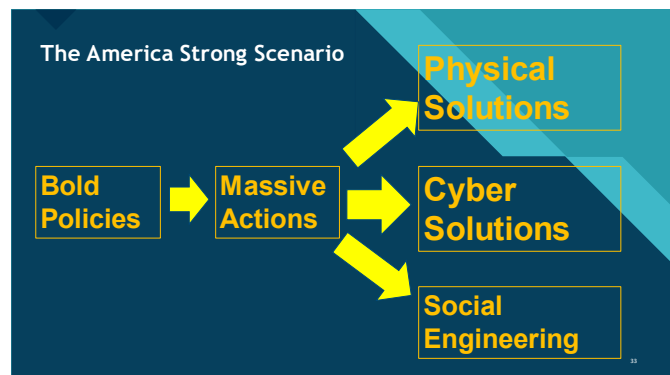 The America Strong Scenario
Physical
Solutions
Bold
Policies
Massive
Actions
Cyber
Solutions
Social
Engineering
33